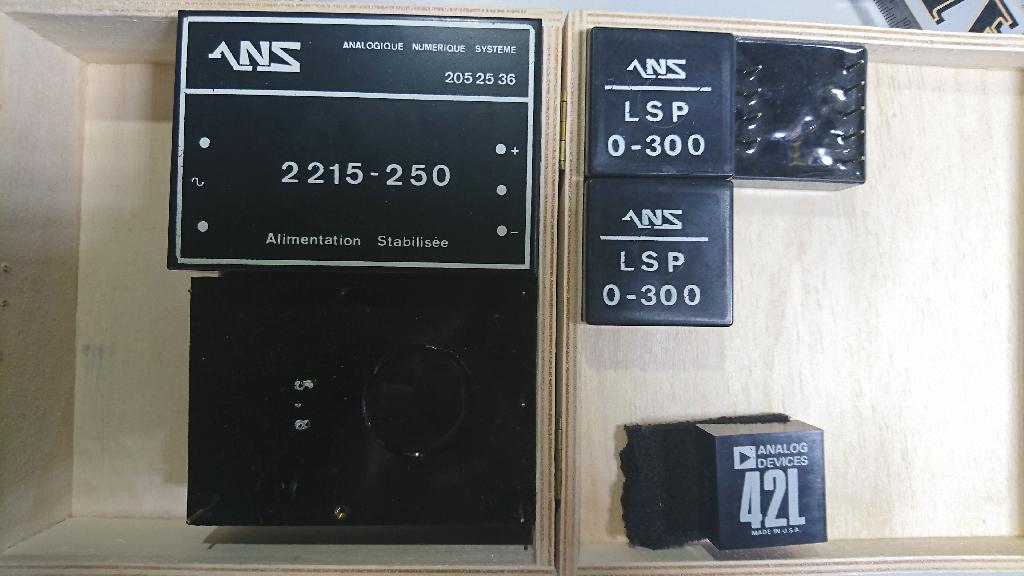 ANS
ANALOGIQUE NUMERIQUE SYSTEME
205 25 36
~
+
2215-250
-
Alimentation Stabilisée
ANS
LSP
0-300
ANS
LSP
0-300
ANALOG
DEVICES
42L
MADE IN U.S.A.